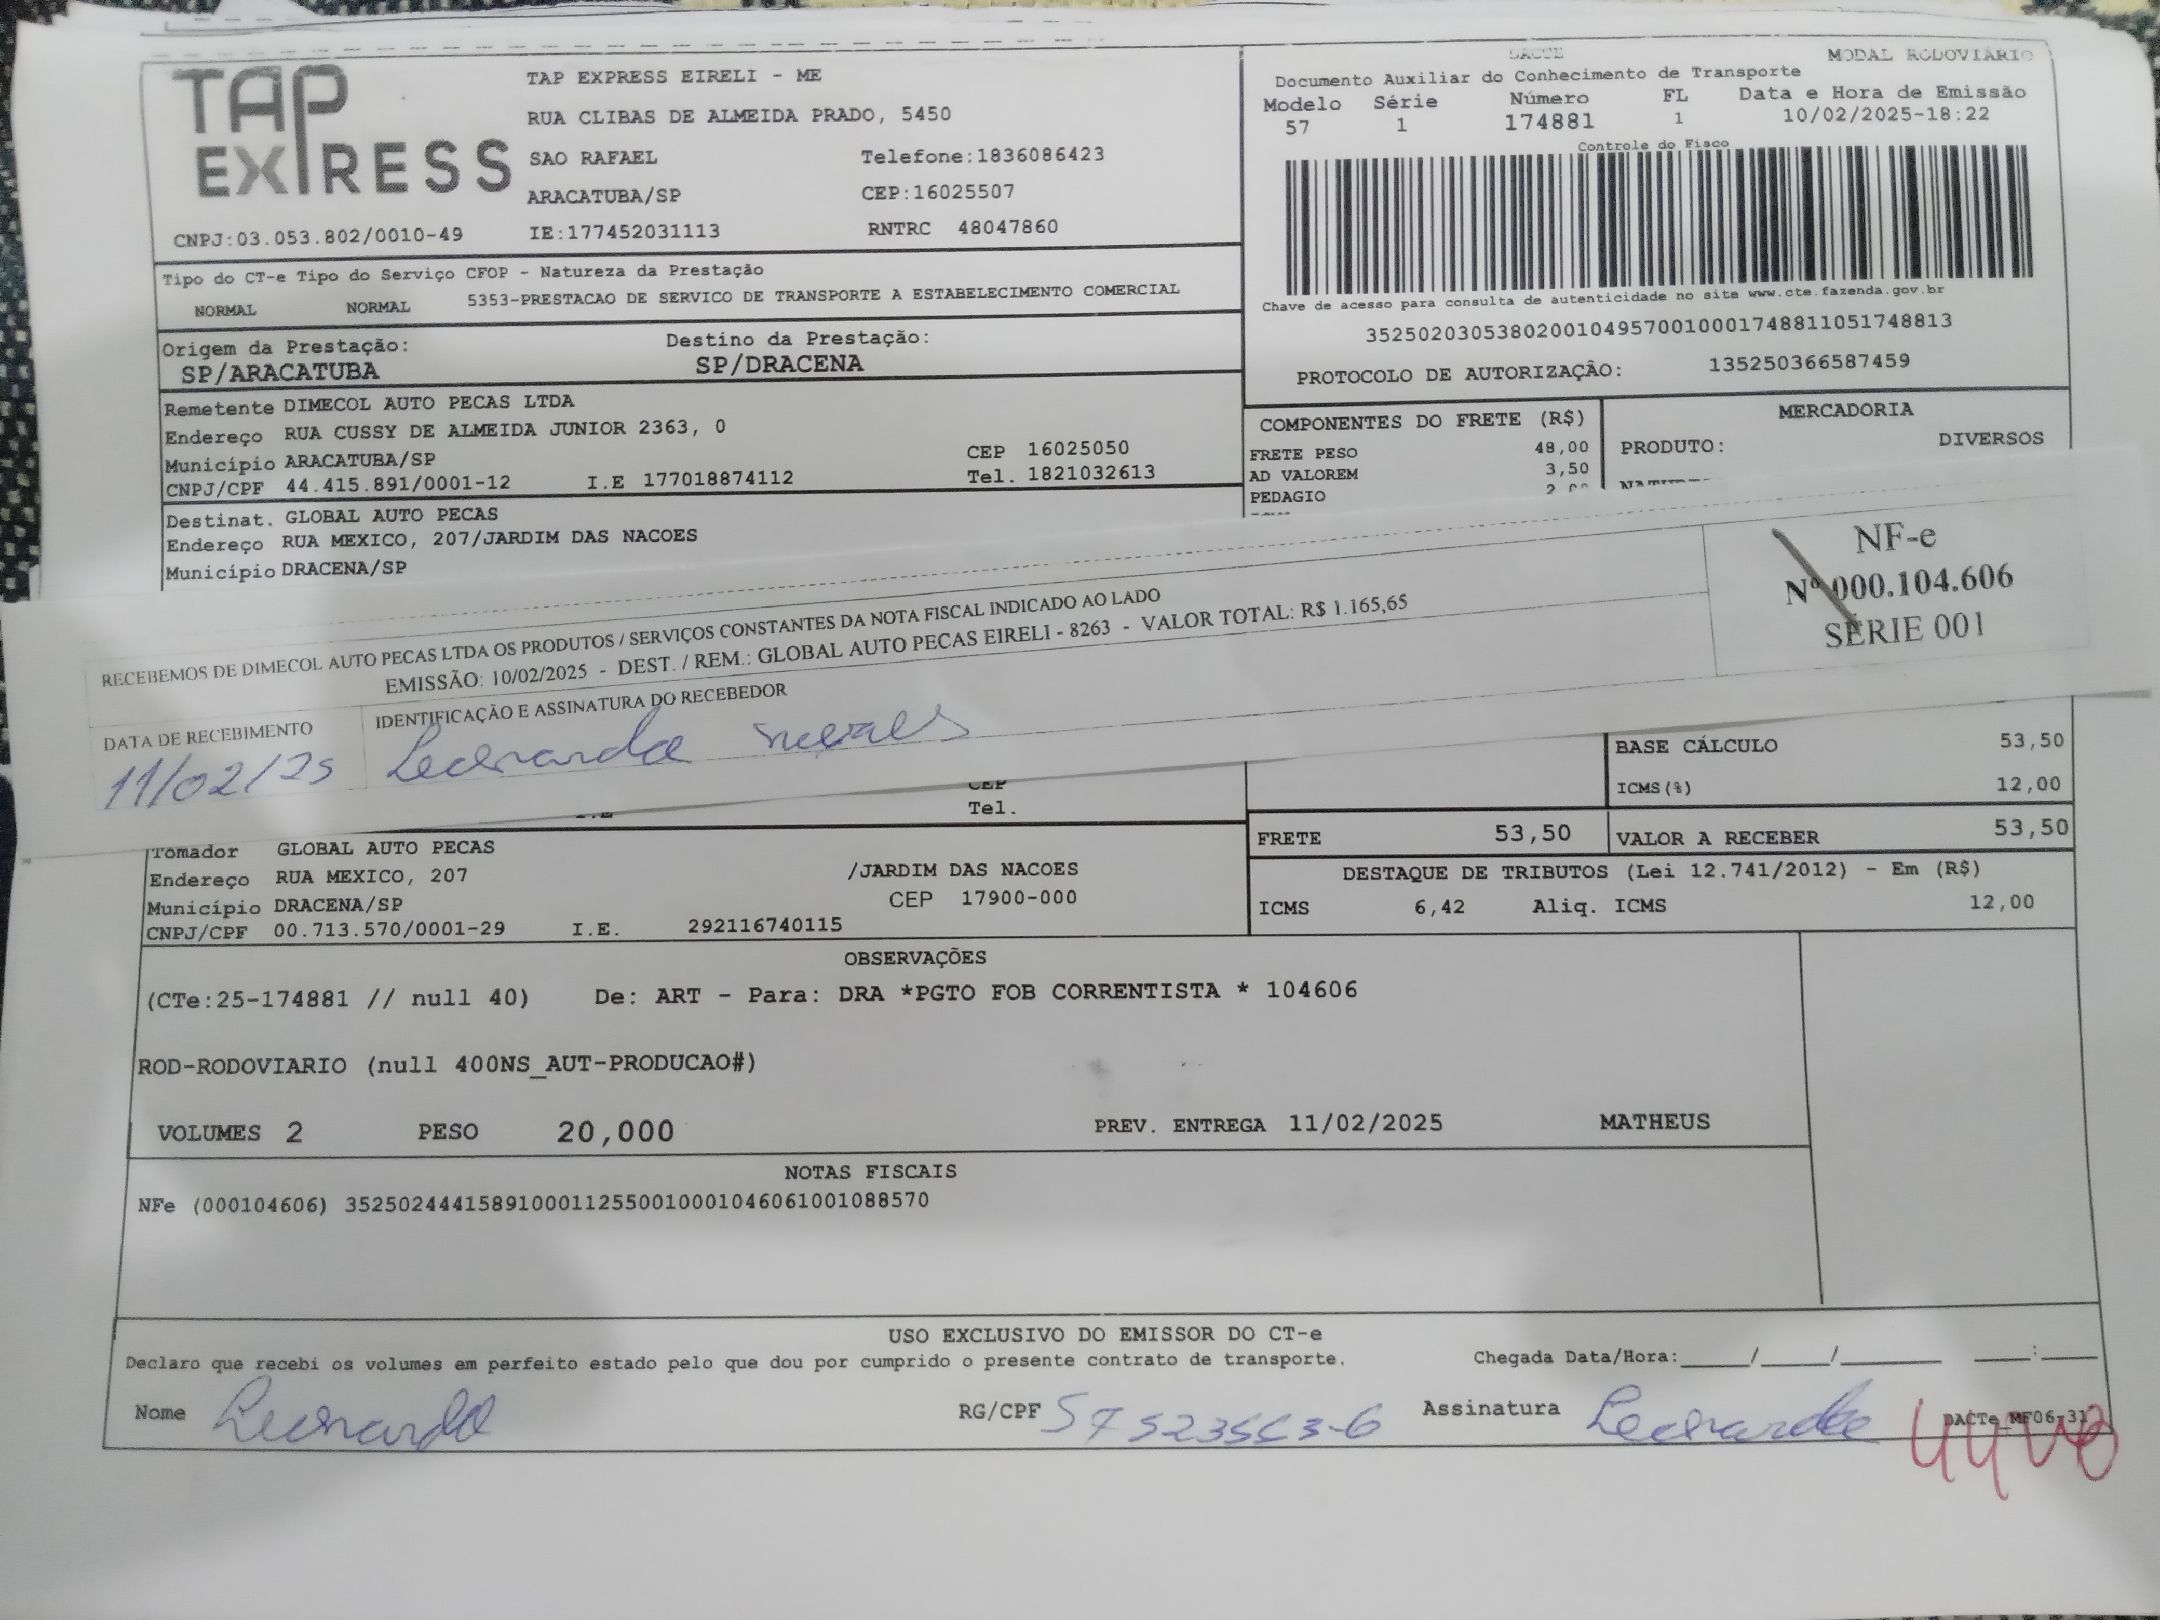 TAP EXPRESS
TAP EXPRESS EIRELI - ME
RUA CLIBAS DE ALMEIDA PRADO, 5450
SAO RAFAEL Telefone:1836086423
ARACATUBA/SP CEP:16025507
CNPJ:03.053.802/0010-49 IE:177452031113 RNTRC 48047860
DACTE MODAL RODOVIÁRIO
Documento Auxiliar do Conhecimento de Transporte
Modelo Série Número FL Data e Hora de Emissão
57 1 174881 1 10/02/2025-18:22
Controle do Fisco
Chave de acesso para consulta de autenticidade no site www.cte.fazenda.gov.br
35250203053802001049570010001748811051748813
PROTOCOLO DE AUTORIZAÇÃO: 135250366587459
Tipo do CT-e Tipo do Serviço CFOP - Natureza da Prestação
NORMAL NORMAL 5353-PRESTACAO DE SERVICO DE TRANSPORTE A ESTABELECIMENTO COMERCIAL
Origem da Prestação: Destino da Prestação:
SP/ARACATUBA SP/DRACENA
Remetente DIMECOL AUTO PECAS LTDA
Endereço RUA CUSSY DE ALMEIDA JUNIOR 2363, 0
Município ARACATUBA/SP CEP 16025050
CNPJ/CPF 44.415.891/0001-12 I.E 177018874112 Tel. 1821032613
COMPONENTES DO FRETE (R$)
FRETE PESO 48,00
AD VALOREM 3,50
PEDAGIO
MERCADORIA
PRODUTO: DIVERSOS
Destinat. GLOBAL AUTO PECAS
Endereço RUA MEXICO, 207/JARDIM DAS NACOES
Município DRACENA/SP
RECEBEMOS DE DIMECOL AUTO PECAS LTDA OS PRODUTOS / SERVIÇOS CONSTANTES DA NOTA FISCAL INDICADO AO LADO
EMISSÃO: 10/02/2025 - DEST. / REM.: GLOBAL AUTO PECAS EIRELI - 8263 - VALOR TOTAL: R$ 1.165,65
NF-e
Nº 000.104.606
SÉRIE 001
DATA DE RECEBIMENTO IDENTIFICAÇÃO E ASSINATURA DO RECEBEDOR
11/02/25 Leonardo
CEP
Tel.
BASE CÁLCULO 53,50
ICMS(%) 12,00
FRETE 53,50 VALOR A RECEBER 53,50
Tomador GLOBAL AUTO PECAS
Endereço RUA MEXICO, 207 /JARDIM DAS NACOES
Município DRACENA/SP CEP 17900-000
CNPJ/CPF 00.713.570/0001-29 I.E. 292116740115
DESTAQUE DE TRIBUTOS (Lei 12.741/2012) - Em (R$)
ICMS 6,42 Aliq. ICMS 12,00
OBSERVAÇÕES
(CTe:25-174881 // null 40) De: ART - Para: DRA *PGTO FOB CORRENTISTA * 104606
ROD-RODOVIARIO (null 400NS_AUT-PRODUCAO#)
VOLUMES 2 PESO 20,000 PREV. ENTREGA 11/02/2025 MATHEUS
NOTAS FISCAIS
NFe (000104606) 35250244415891000112550010001046061001088570
USO EXCLUSIVO DO EMISSOR DO CT-e
Declaro que recebi os volumes em perfeito estado pelo que dou por cumprido o presente contrato de transporte. Chegada Data/Hora:____/____/______ ____:____
Nome Leonardo RG/CPF Assinatura Leonardo DACTe MF06-31